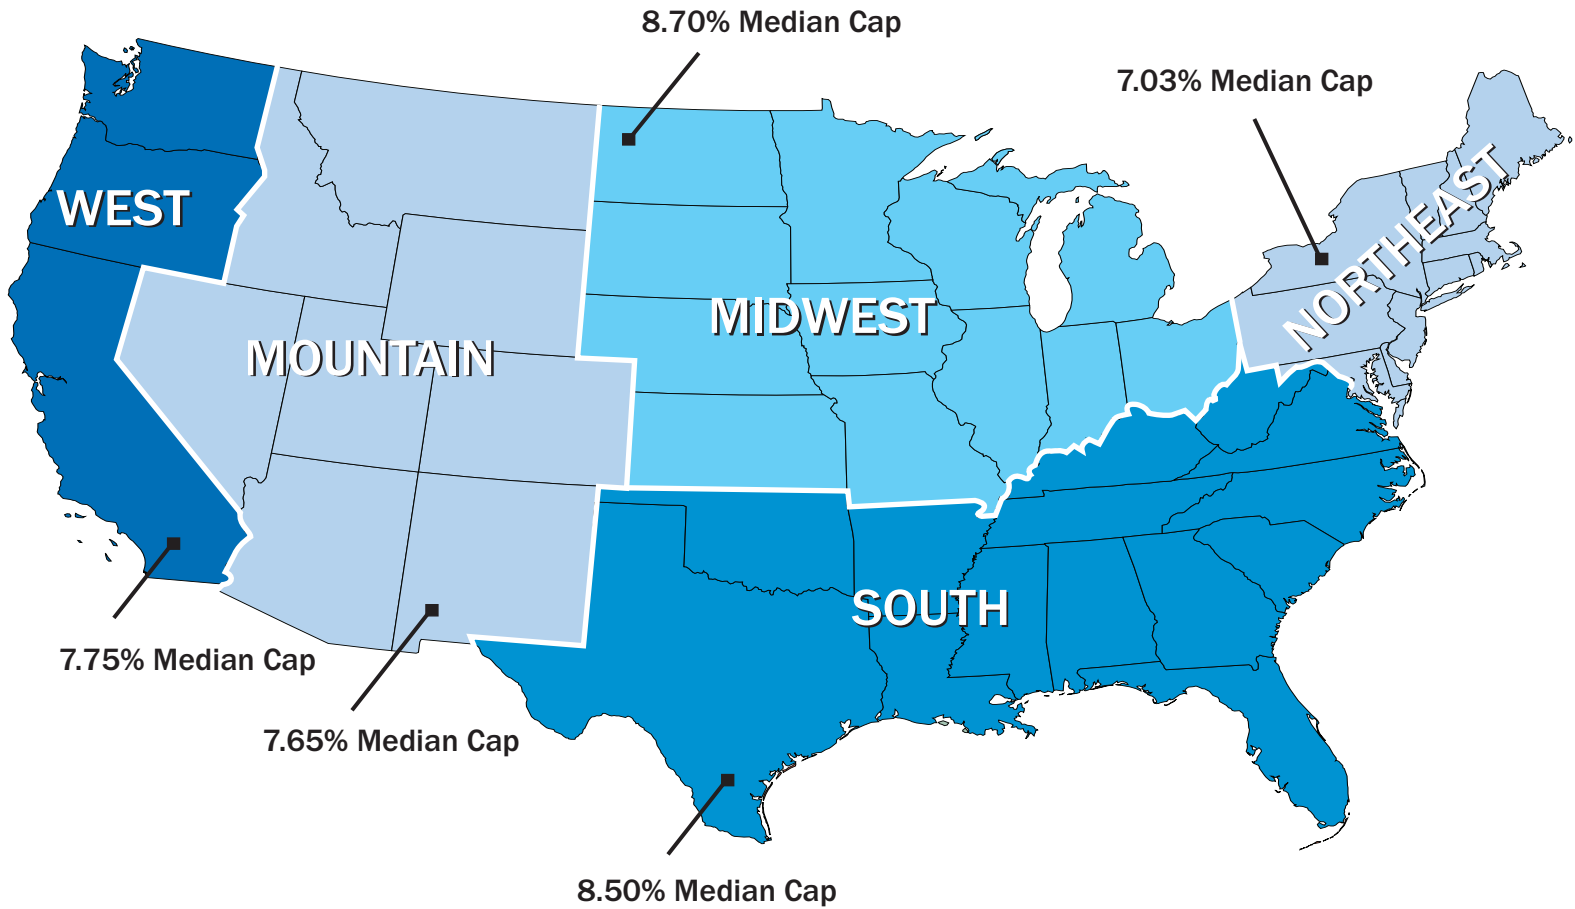 8.70% Median Cap
7.03% Median Cap
WEST
NORTHEAST
MIDWEST
MOUNTAIN
SOUTH
7.75% Median Cap
7.65% Median Cap
8.50% Median Cap